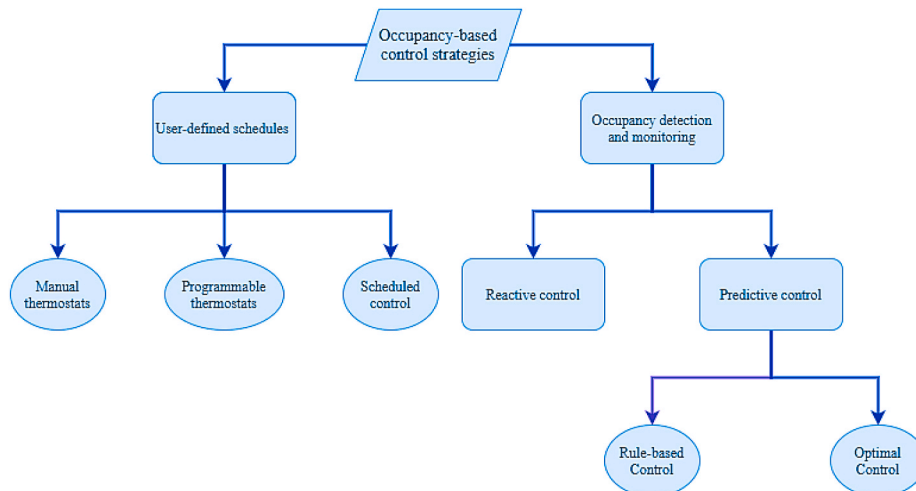 Occupancy-based
control strategies
User-defined schedules
Occupancy detection
and monitoring
Manual
thermostats
Programmable
thermostats
Scheduled
control
Reactive control
Predictive control
Rule-based
Control
Optimal
Control